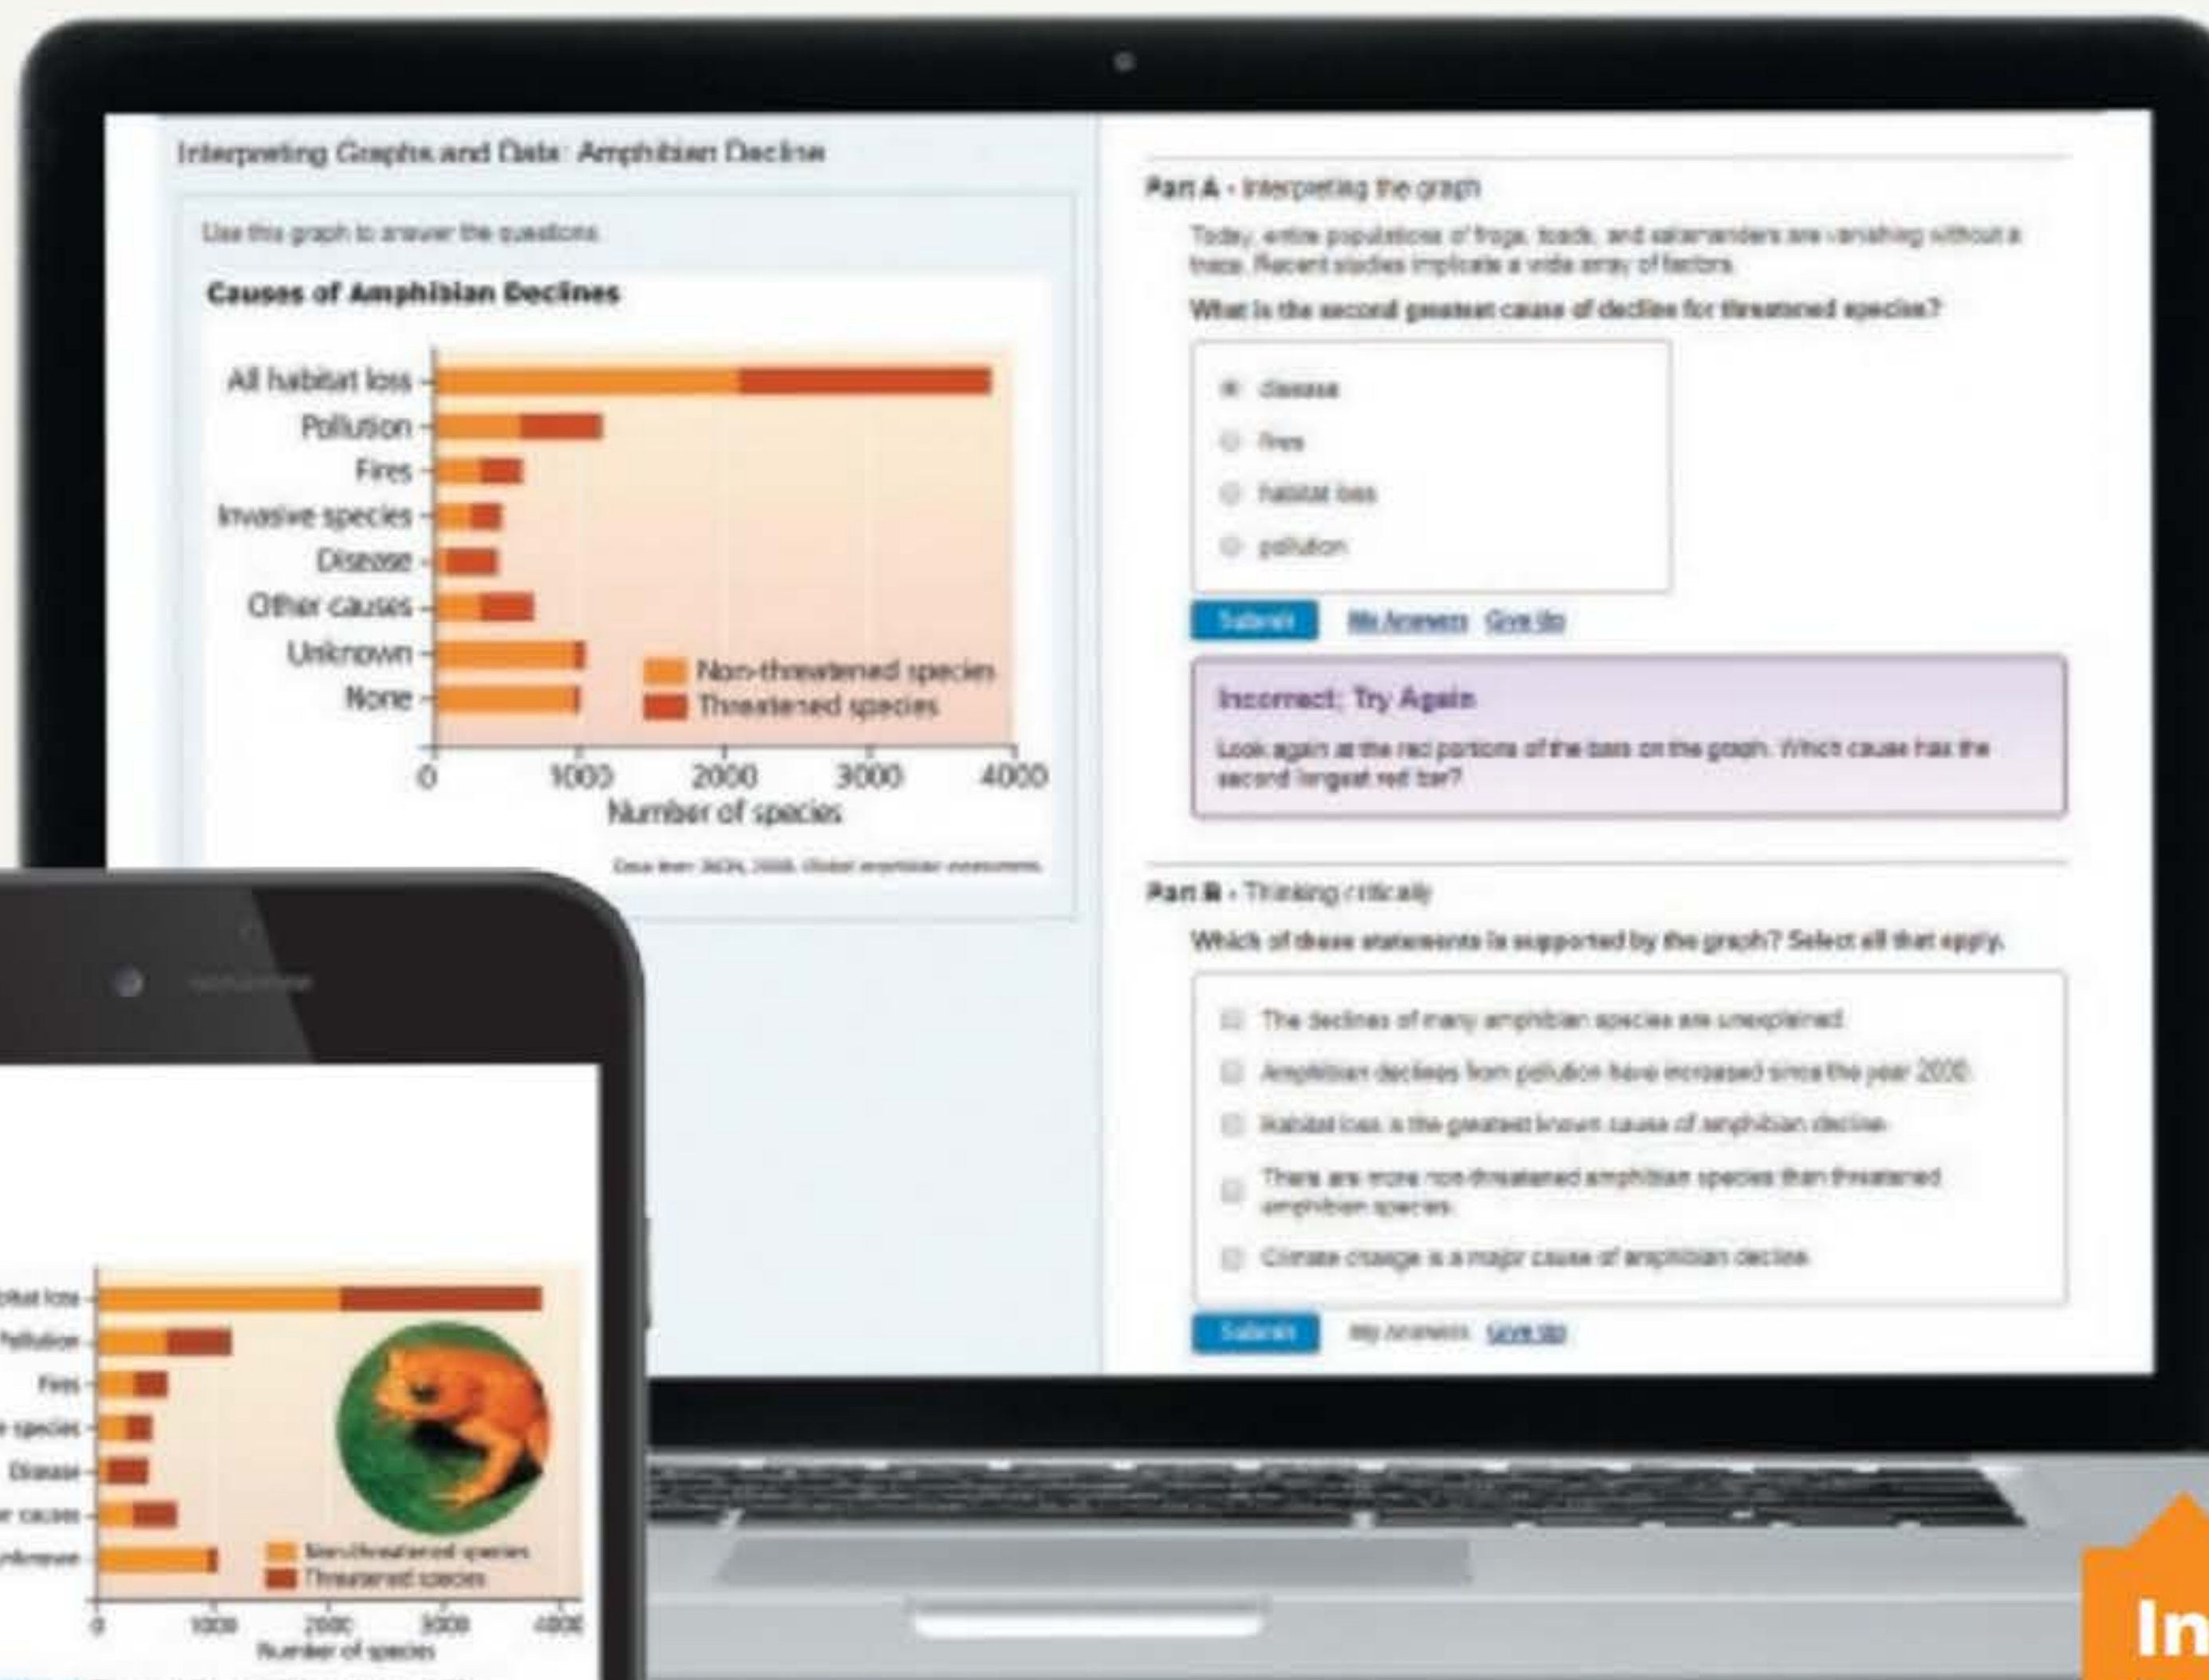 Interpreting Graphs and Data: Amphibian Decline
Use this graph to answer the questions.
Causes of Amphibian Declines
All habitat loss
Pollution
Fires
Invasive species
Disease
Other causes
Unknown
None
Non-threatened species
Threatened species
0 1000 2000 3000 4000
Number of species
Part A - Interpreting the graph
Today, entire populations of frogs, toads, and salamanders are vanishing without a
trace. Recent studies implicate a wide array of factors.
What is the second greatest cause of decline for threatened species?
disease
fires
habitat loss
pollution
Submit My Answers Give Up
Incorrect; Try Again
Look again at the red portions of the bars on the graph. Which cause has the
second longest red bar?
Part B - Thinking critically
Which of these statements is supported by the graph? Select all that apply.
The declines of many amphibian species are unexplained.
Amphibian declines from pollution have increased since the year 2000.
Habitat loss is the greatest known cause of amphibian decline.
There are more non-threatened amphibian species than threatened
amphibian species.
Climate change is a major cause of amphibian decline.
Submit My Answers Give Up
bitat loss
Pollution
Fires
e species
Disease
er causes
nknown
Non-threatened species
Threatened species
0 1000 2000 3000 4000
Number of species
In